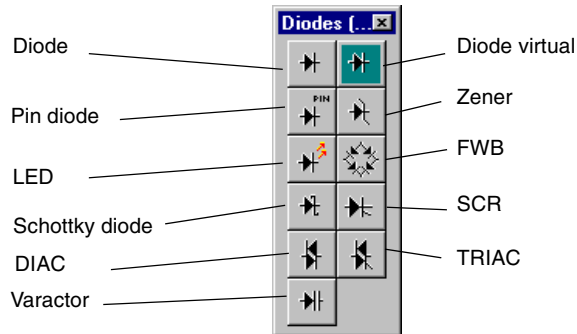 Diodes (...
Diode
Diode virtual
PIN
Pin diode
Zener
LED
FWB
Schottky diode
SCR
DIAC
TRIAC
Varactor